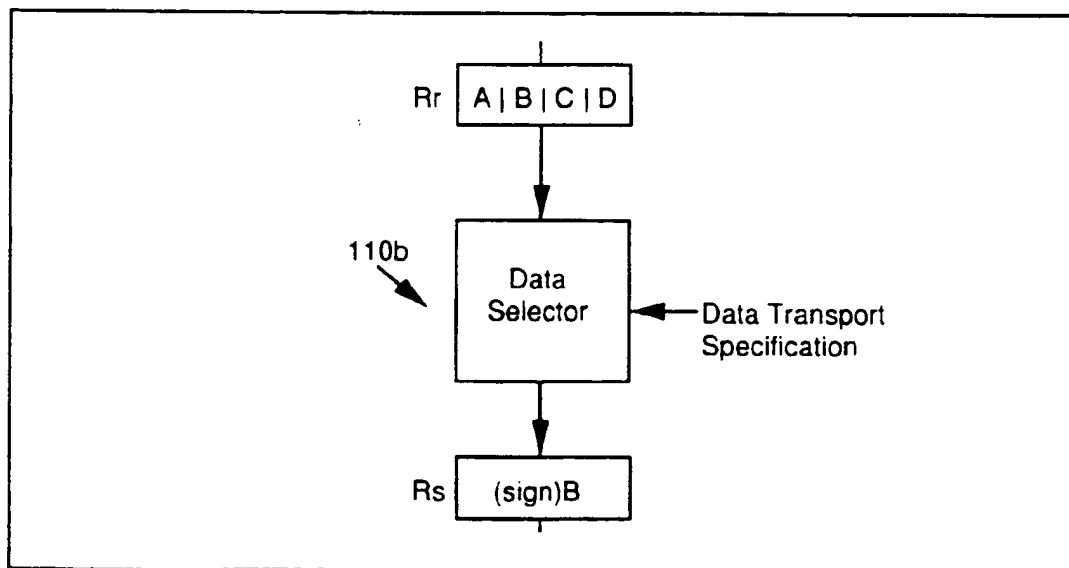 Rr A | B | C | D
110b
Data
Selector
Data Transport
Specification
Rs (sign)B